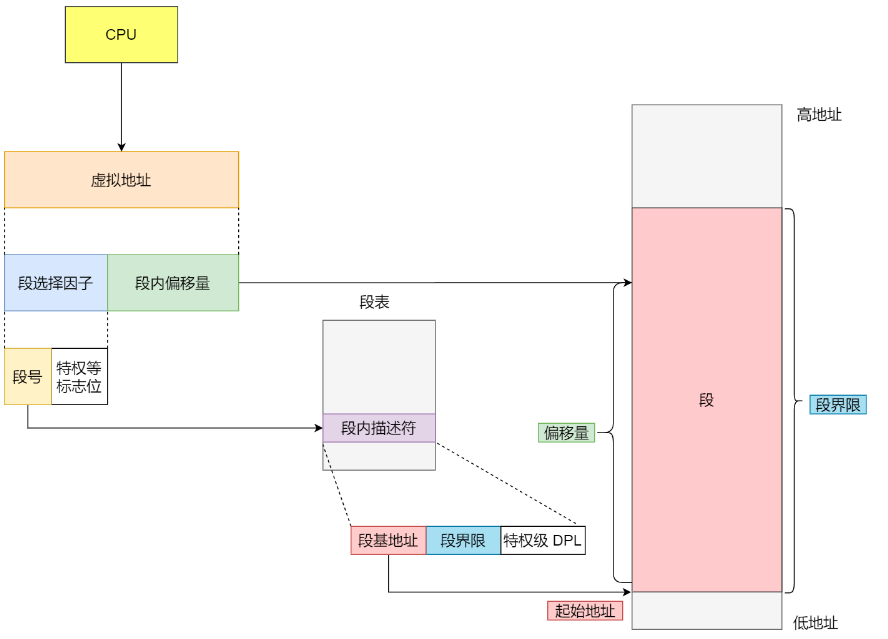 CPU
高地址
虚拟地址
段选择因子
段内偏移量
段表
段号
特权等
标志位
段
段界限
段内描述符
偏移量
段基地址
段界限
特权级 DPL
起始地址
低地址